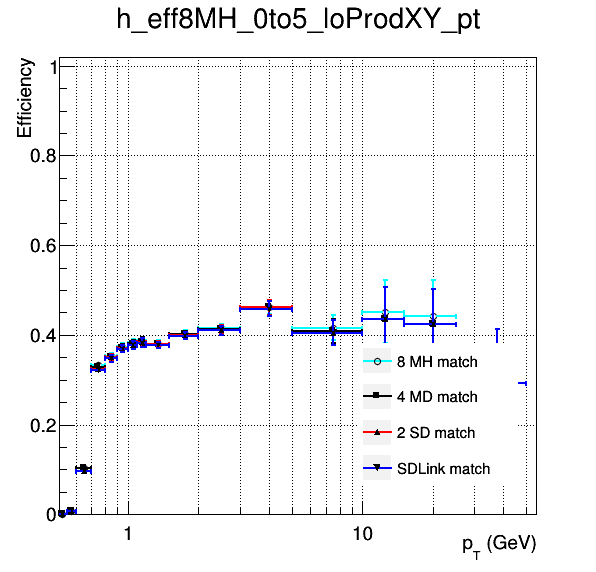 h_eff8MH_0to5_loProdXY_pt
Efficiency
1
0.8
0.6
0.4
0.2
0
8 MH match
4 MD match
2 SD match
SDLink match
1
10
p_T (GeV)